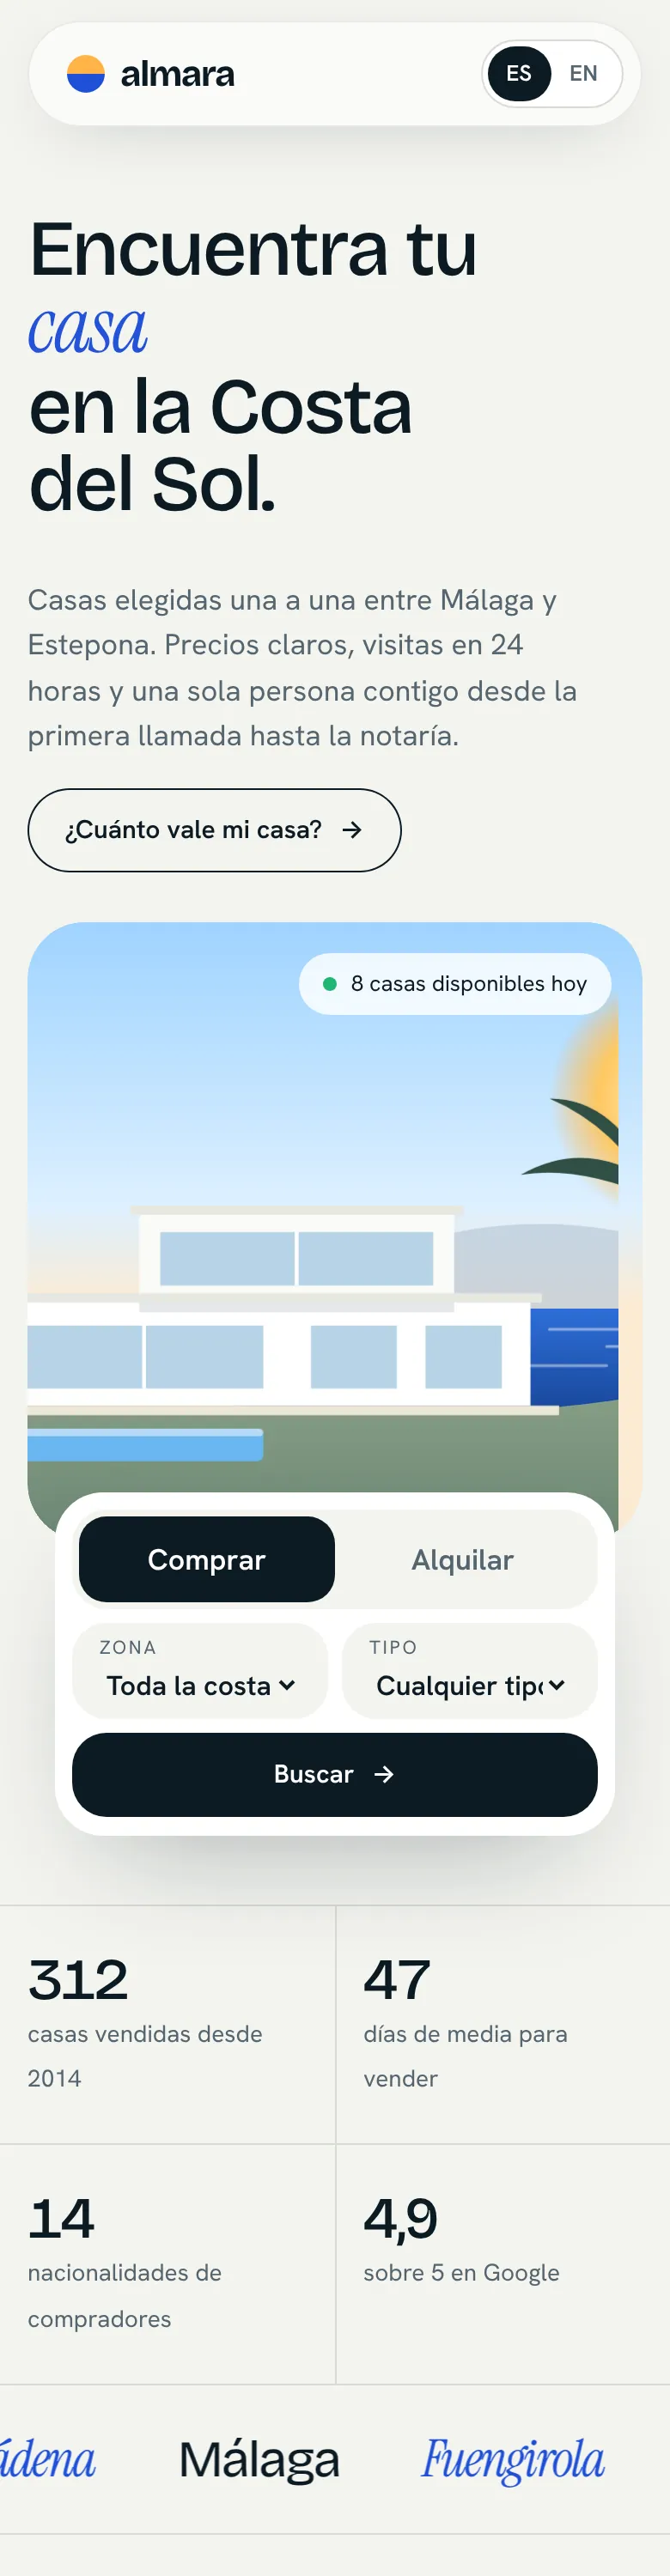 almara
ES EN
Encuentra tu
casa
en la Costa
del Sol.
Casas elegidas una a una entre Málaga y
Estepona. Precios claros, visitas en 24
horas y una sola persona contigo desde la
primera llamada hasta la notaría.
¿Cuánto vale mi casa? →
8 casas disponibles hoy
Comprar Alquilar
ZONA TIPO
Toda la costa Cualquier tipo
Buscar →
312
casas vendidas desde
2014
47
días de media para
vender
14
nacionalidades de
compradores
4,9
sobre 5 en Google
ádena Málaga Fuengirola